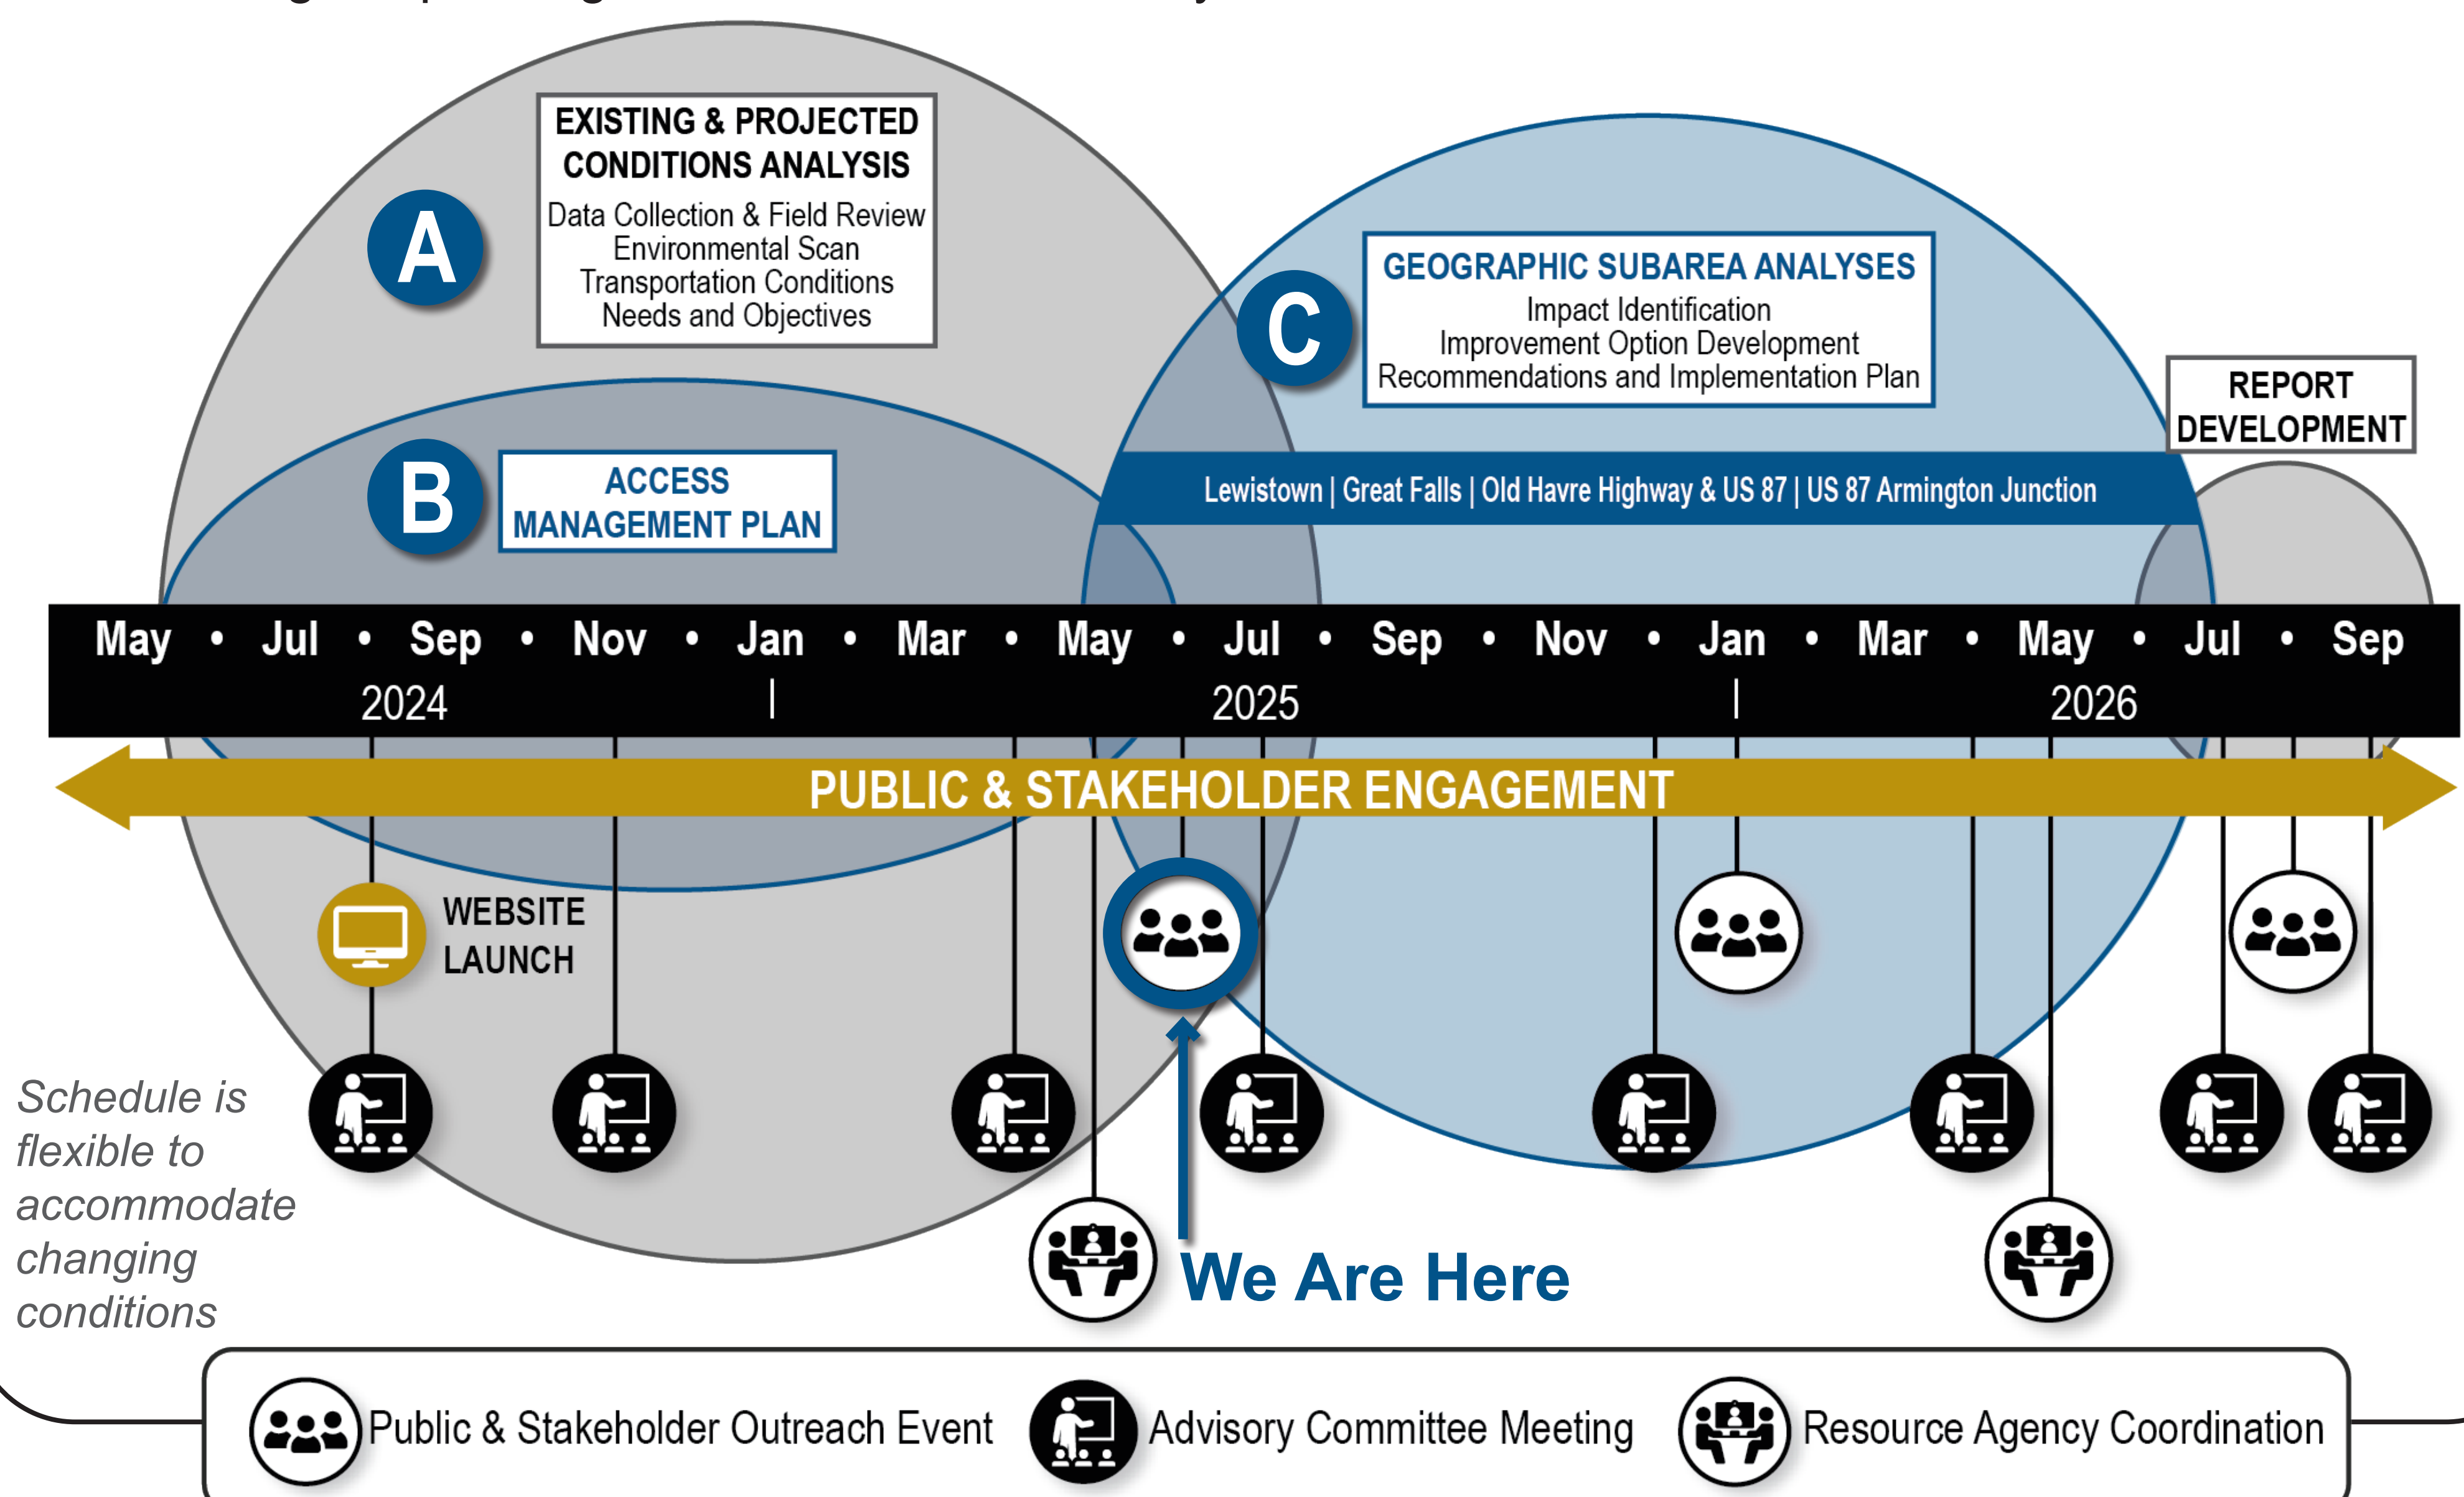 EXISTING & PROJECTED
CONDITIONS ANALYSIS
Data Collection & Field Review
Environmental Scan
Transportation Conditions
Needs and Objectives
A
B
ACCESS
MANAGEMENT PLAN
C
GEOGRAPHIC SUBAREA ANALYSES
Impact Identification
Improvement Option Development
Recommendations and Implementation Plan
Lewistown | Great Falls | Old Havre Highway & US 87 | US 87 Armington Junction
REPORT
DEVELOPMENT
May • Jul • Sep • Nov • Jan • Mar • May • Jul • Sep • Nov • Jan • Mar • May • Jul • Sep
2024 | 2025 | 2026
PUBLIC & STAKEHOLDER ENGAGEMENT
WEBSITE
LAUNCH
Schedule is
flexible to
accommodate
changing
conditions
We Are Here
Public & Stakeholder Outreach Event
Advisory Committee Meeting
Resource Agency Coordination